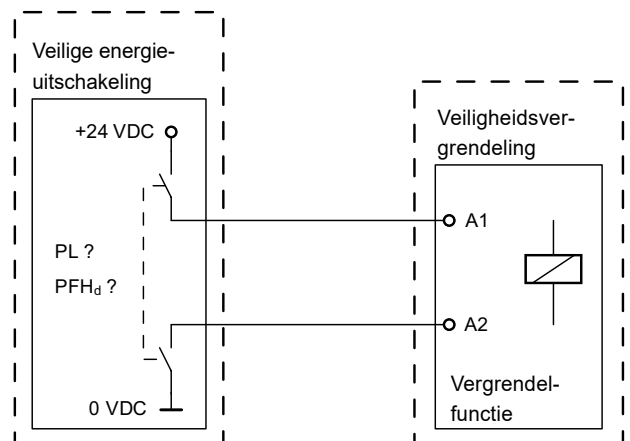 Veilige energie-
uitschakeling
+24 VDC
PL ?
PFHd ?
0 VDC
Veiligheidsver-
grendeling
A1
A2
Vergrendel-
functie